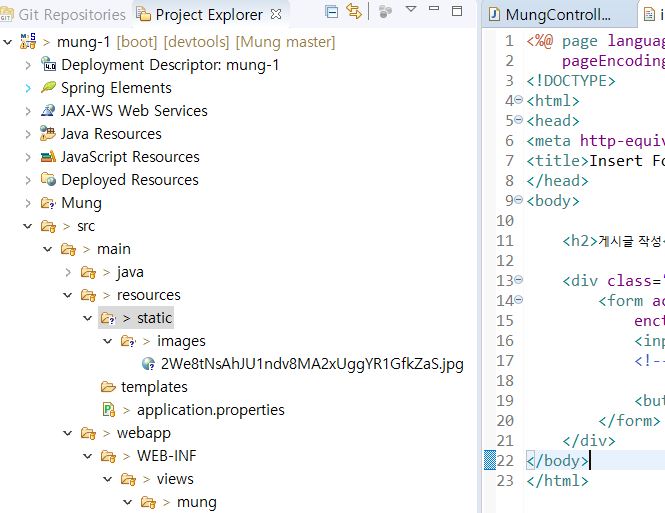 Git Repositories
Project Explorer
> mung-1 [boot] [devtools] [Mung master]
Deployment Descriptor: mung-1
Spring Elements
JAX-WS Web Services
Java Resources
JavaScript Resources
Deployed Resources
> Mung
> src
> main
> java
> resources
> static
> images
2We8tNsAhJU1ndv8MA2xUggYR1GfkZaS.jpg
templates
> application.properties
> webapp
> WEB-INF
> views
> mung
MungControll...
1 <%@ page languag
2 pageEncoding
3 <!DOCTYPE>
4 <html>
5 <head>
6 <meta http-equiv
7 <title>Insert Fo
8 </head>
9 <body>
10
11 <h2>게시글 작성<
12
13 <div class="
14 <form ac
15 enct
16 <inp
17 <!--
18
19 <but
20 </form>
21 </div>
22 </body>
23 </html>